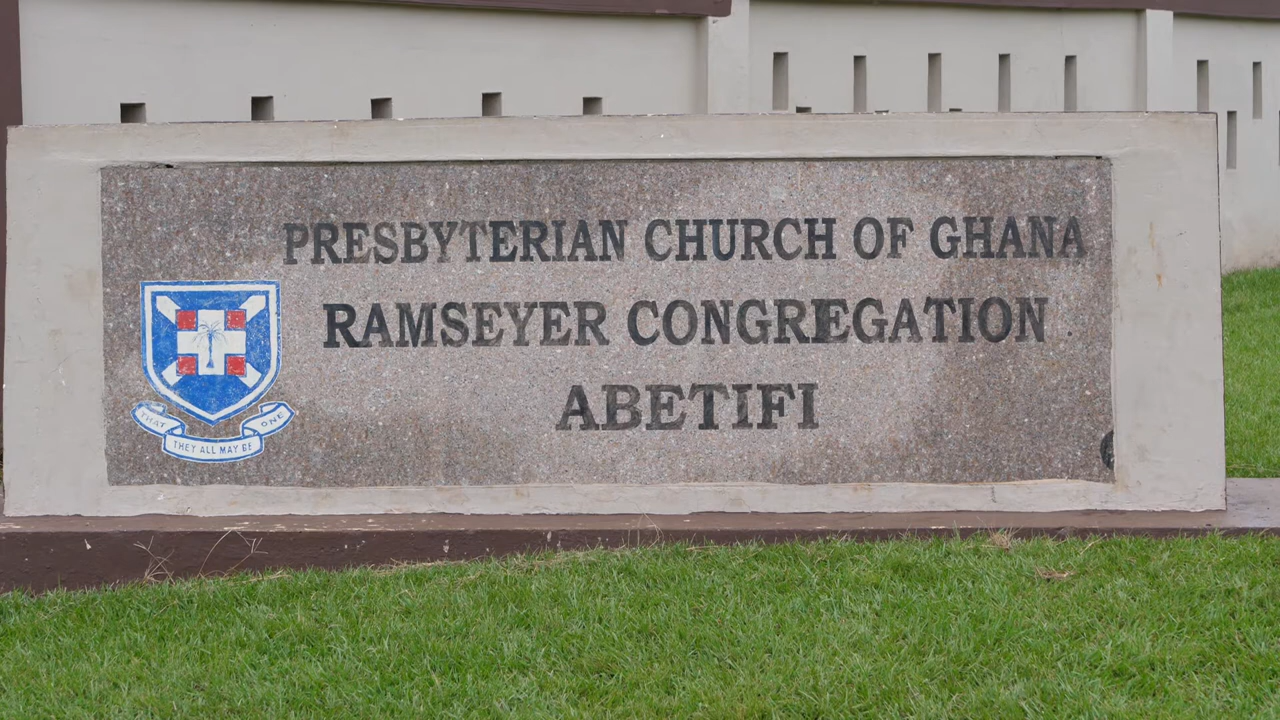 PRESBYTERIAN CHURCH OF GHANA
RAMSEYER CONGREGATION
ABETIFI
THAT THEY ALL MAY BE ONE